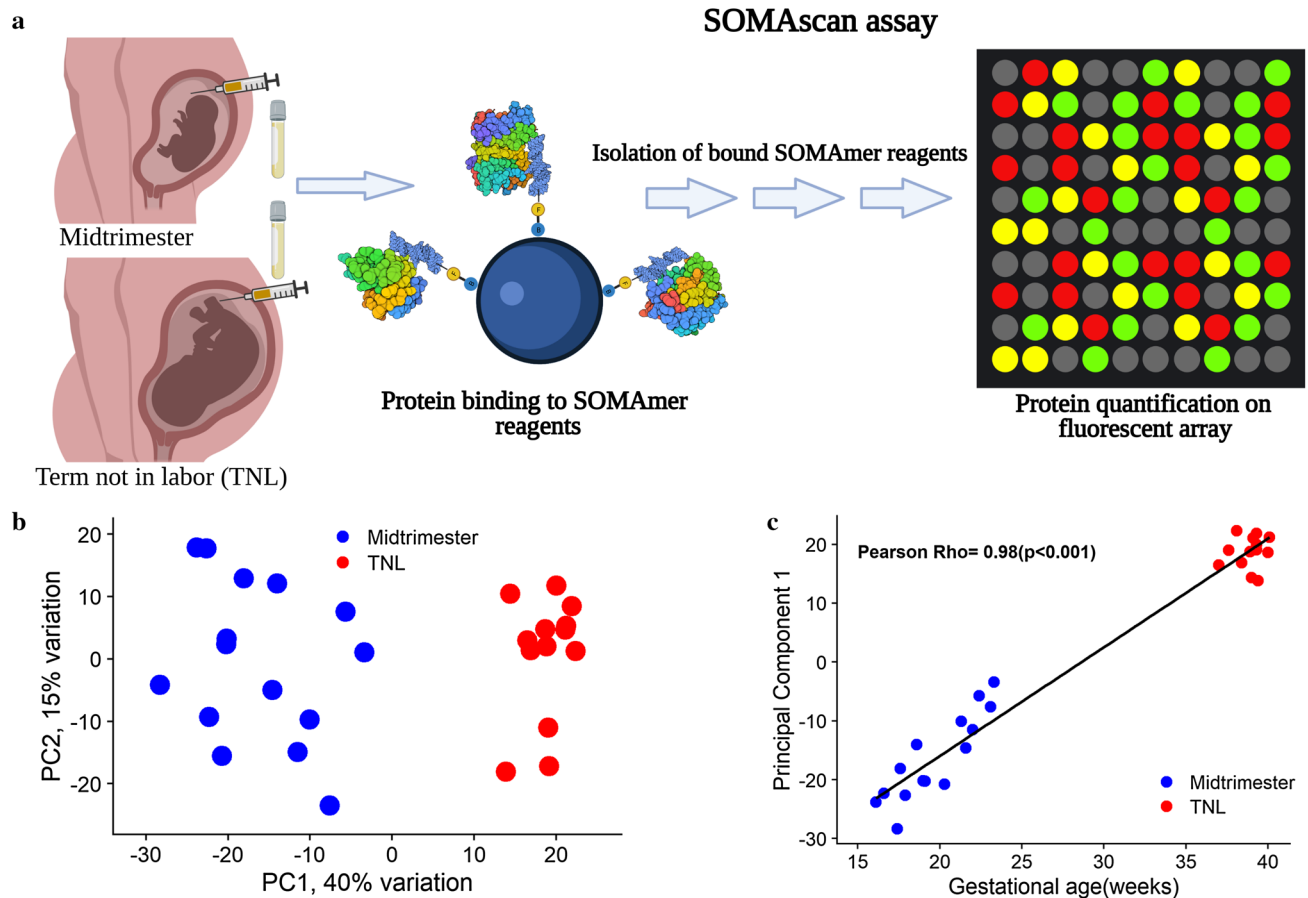 a
SOMAscan assay
Midtrimester
Term not in labor (TNL)
F
B
Protein binding to SOMAmer
reagents
Isolation of bound SOMAmer reagents
Protein quantification on
fluorescent array
b
Midtrimester
TNL
PC2, 15% variation
20
10
0
-10
-20
-30
-20
-10
0
10
20
PC1, 40% variation
c
Pearson Rho= 0.98(p<0.001)
Principal Component 1
20
10
0
-10
-20
-30
Midtrimester
TNL
15
20
25
30
35
40
Gestational age(weeks)